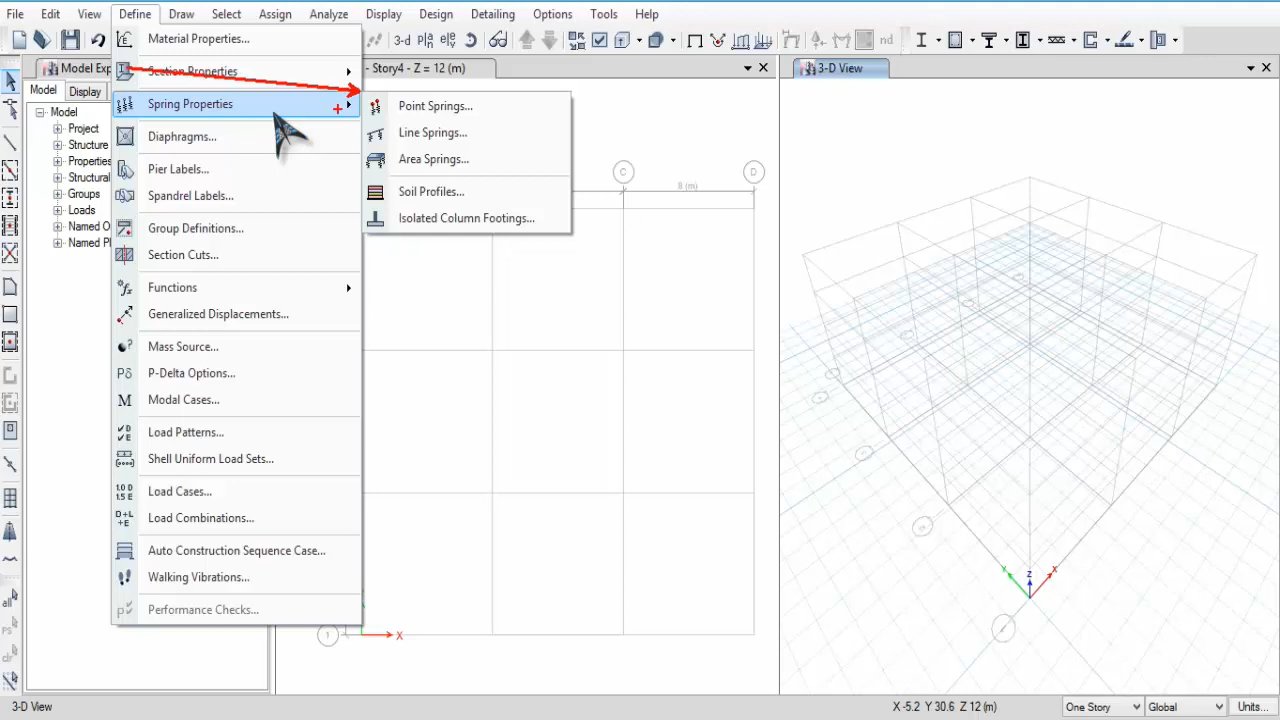 File Edit View Define Draw Select Assign Analyze Display Design Detailing Options Tools Help
3-d nd
Model Exp - Story4 - Z = 12 (m) 3-D View
Model Display
Model
Project
Structure
Properties
Structural
Groups
Loads
Named O
Named Pl
Material Properties...
Section Properties
Spring Properties
Diaphragms...
Pier Labels...
Spandrel Labels...
Group Definitions...
Section Cuts...
Functions
Generalized Displacements...
Mass Source...
Pδ P-Delta Options...
M Modal Cases...
Load Patterns...
Shell Uniform Load Sets...
Load Cases...
Load Combinations...
Auto Construction Sequence Case...
Walking Vibrations...
Performance Checks...
Point Springs...
Line Springs...
Area Springs...
Soil Profiles...
Isolated Column Footings...
C D
8 (m)
1 X
Y Z X
3-D View X -5.2 Y 30.6 Z 12 (m) One Story Global Units...